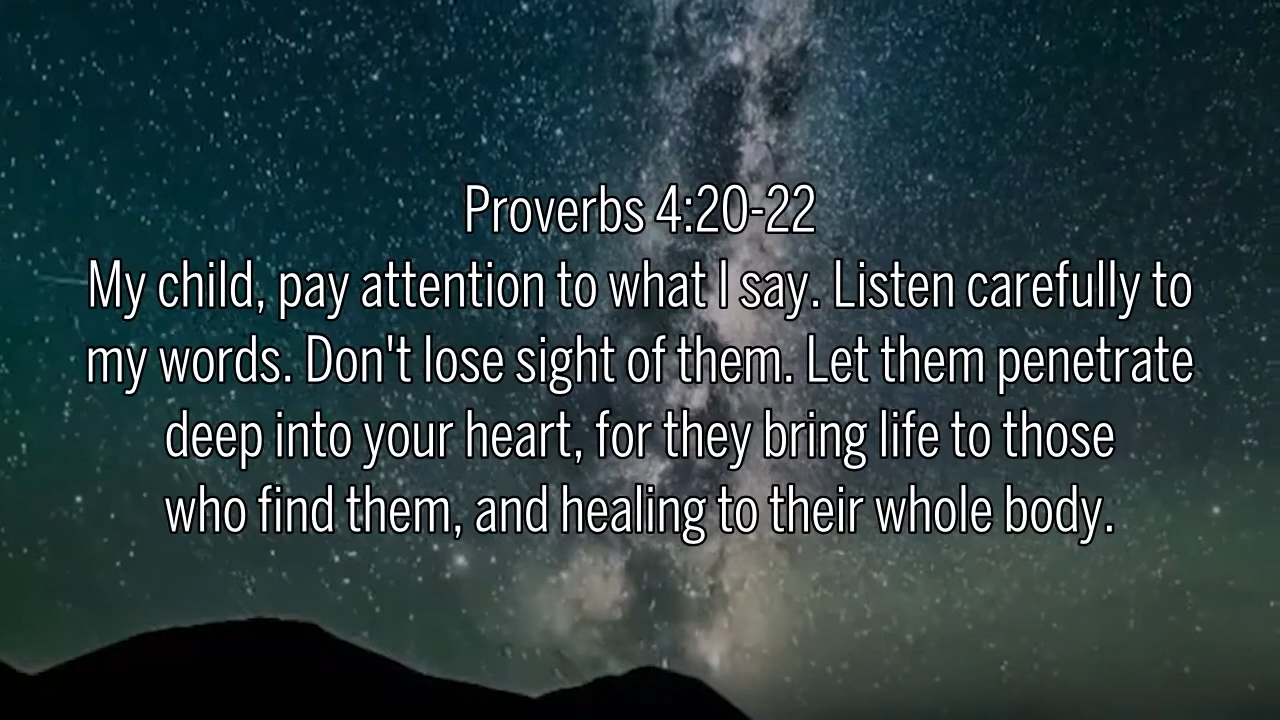 Proverbs 4:20-22
My child, pay attention to what I say. Listen carefully to
my words. Don't lose sight of them. Let them penetrate
deep into your heart, for they bring life to those
who find them, and healing to their whole body.